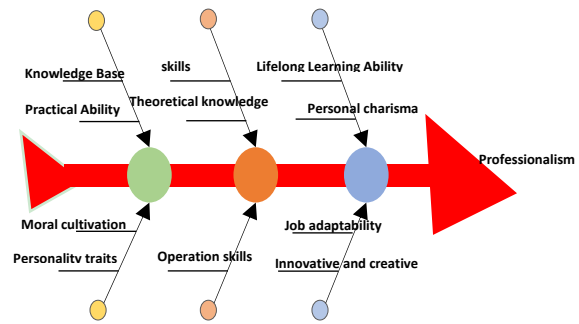 Knowledge Base
skills
Lifelong Learning Ability
Practical Ability
Theoretical knowledge
Personal charisma
Professionalism
Moral cultivation
Job adaptability
Personality traits
Operation skills
Innovative and creative